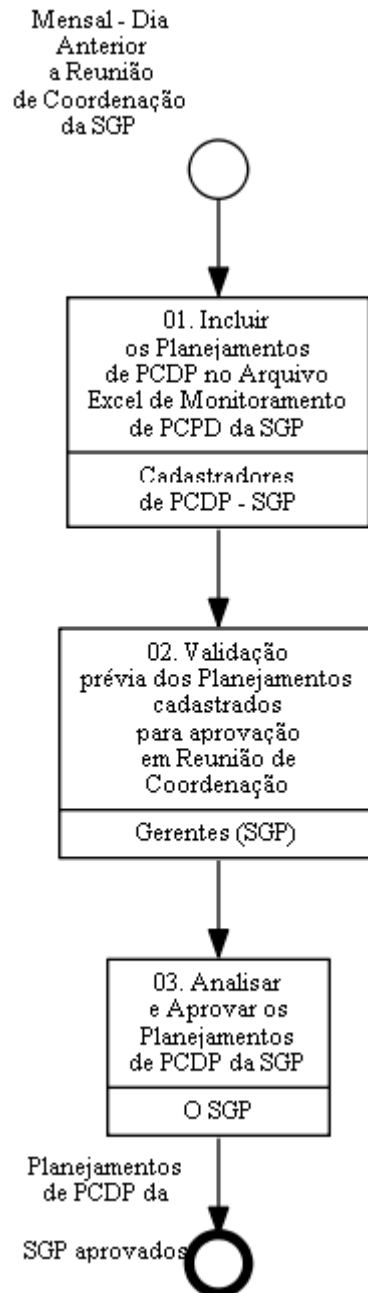 Mensal - Dia
Anterior
a Reunião
de Coordenação
da SGP
01. Incluir
os Planejamentos
de PCDP no Arquivo
Excel de Monitoramento
de PCPD da SGP
Cadastradores
de PCDP - SGP
02. Validação
prévia dos Planejamentos
cadastrados
para aprovação
em Reunião de
Coordenação
Gerentes (SGP)
03. Analisar
e Aprovar os
Planejamentos
de PCDP da SGP
O SGP
Planejamentos
de PCDP da
SGP aprovados